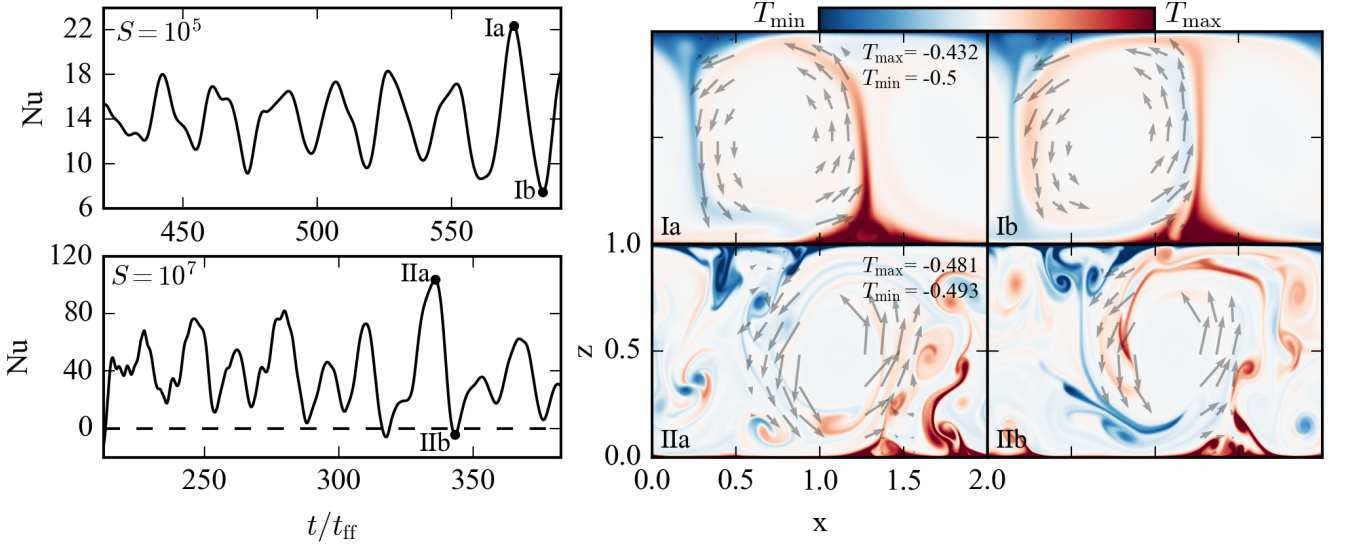 S = 10^5
Nu
22
18
14
10
6
Ia
Ib
450
500
550
S = 10^7
Nu
120
80
40
0
IIa
IIb
250
300
350
t/t_ff
T_min
T_max
T_max = -0.432
T_min = -0.5
Ia
Ib
T_max = -0.481
T_min = -0.493
IIa
IIb
z
1.0
0.5
0.0
0.0
0.5
1.0
1.5
2.0
x